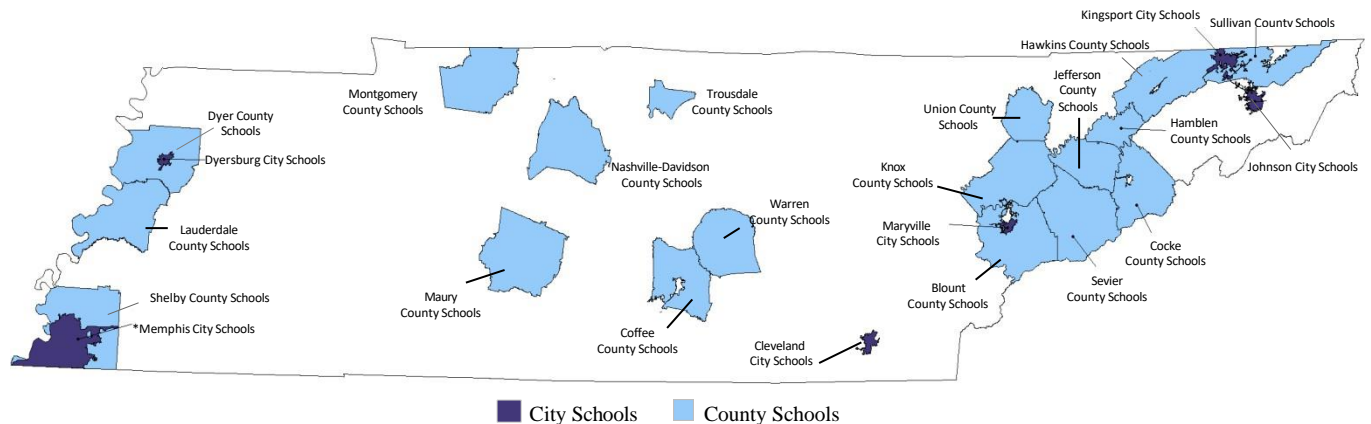 Kingsport City Schools
Sullivan County Schools
Hawkins County Schools
Jefferson
County
Schools
Montgomery
County Schools
Trousdale
County Schools
Union County
Schools
Dyer County
Schools
Hamblen
County Schools
Dyersburg City Schools
Nashville-Davidson
County Schools
Knox
County Schools
Johnson City Schools
Warren
County Schools
Lauderdale
County Schools
Maryville
City Schools
Cocke
County Schools
Shelby County Schools
Maury
County Schools
Blount
County Schools
Sevier
County Schools
*Memphis City Schools
Coffee
County Schools
Cleveland
City Schools
City Schools
County Schools